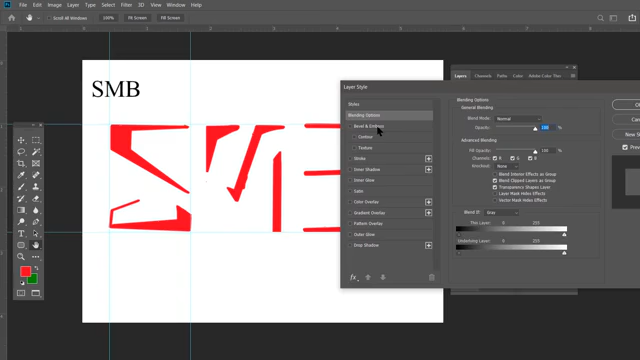 File Edit Image Layer Type Select Filter 3D View Window Help
Scroll All Windows 100% Fit Screen Fill Screen
SMB
Layers Channels Paths Color Adobe Color Themes
Layer Style
Styles
Blending Options
Bevel & Emboss
Contour
Texture
Stroke
Inner Shadow
Inner Glow
Satin
Color Overlay
Gradient Overlay
Pattern Overlay
Outer Glow
Drop Shadow
fx
Blending Options
General Blending
Blend Mode: Normal
Opacity: 100 %
Advanced Blending
Fill Opacity: 100 %
Channels: R G B
Knockout: None
Blend Interior Effects as Group
Blend Clipped Layers as Group
Transparency Shapes Layer
Layer Mask Hides Effects
Vector Mask Hides Effects
Blend If: Gray
This Layer: 0 255
Underlying Layer: 0 255
New St